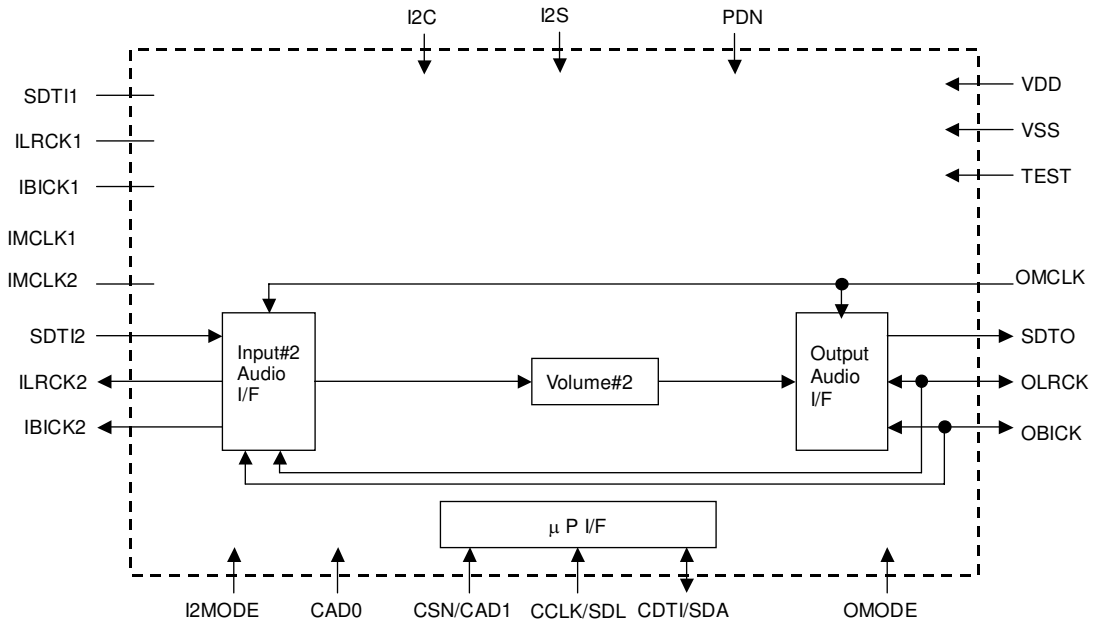 I2C
I2S
PDN
SDTI1
ILRCK1
IBICK1
IMCLK1
IMCLK2
SDTI2
ILRCK2
IBICK2
VDD
VSS
TEST
OMCLK
SDTO
OLRCK
OBICK
Input#2
Audio
I/F
Volume#2
Output
Audio
I/F
μ P I/F
I2MODE
CAD0
CSN/CAD1
CCLK/SDL
CDTI/SDA
OMODE